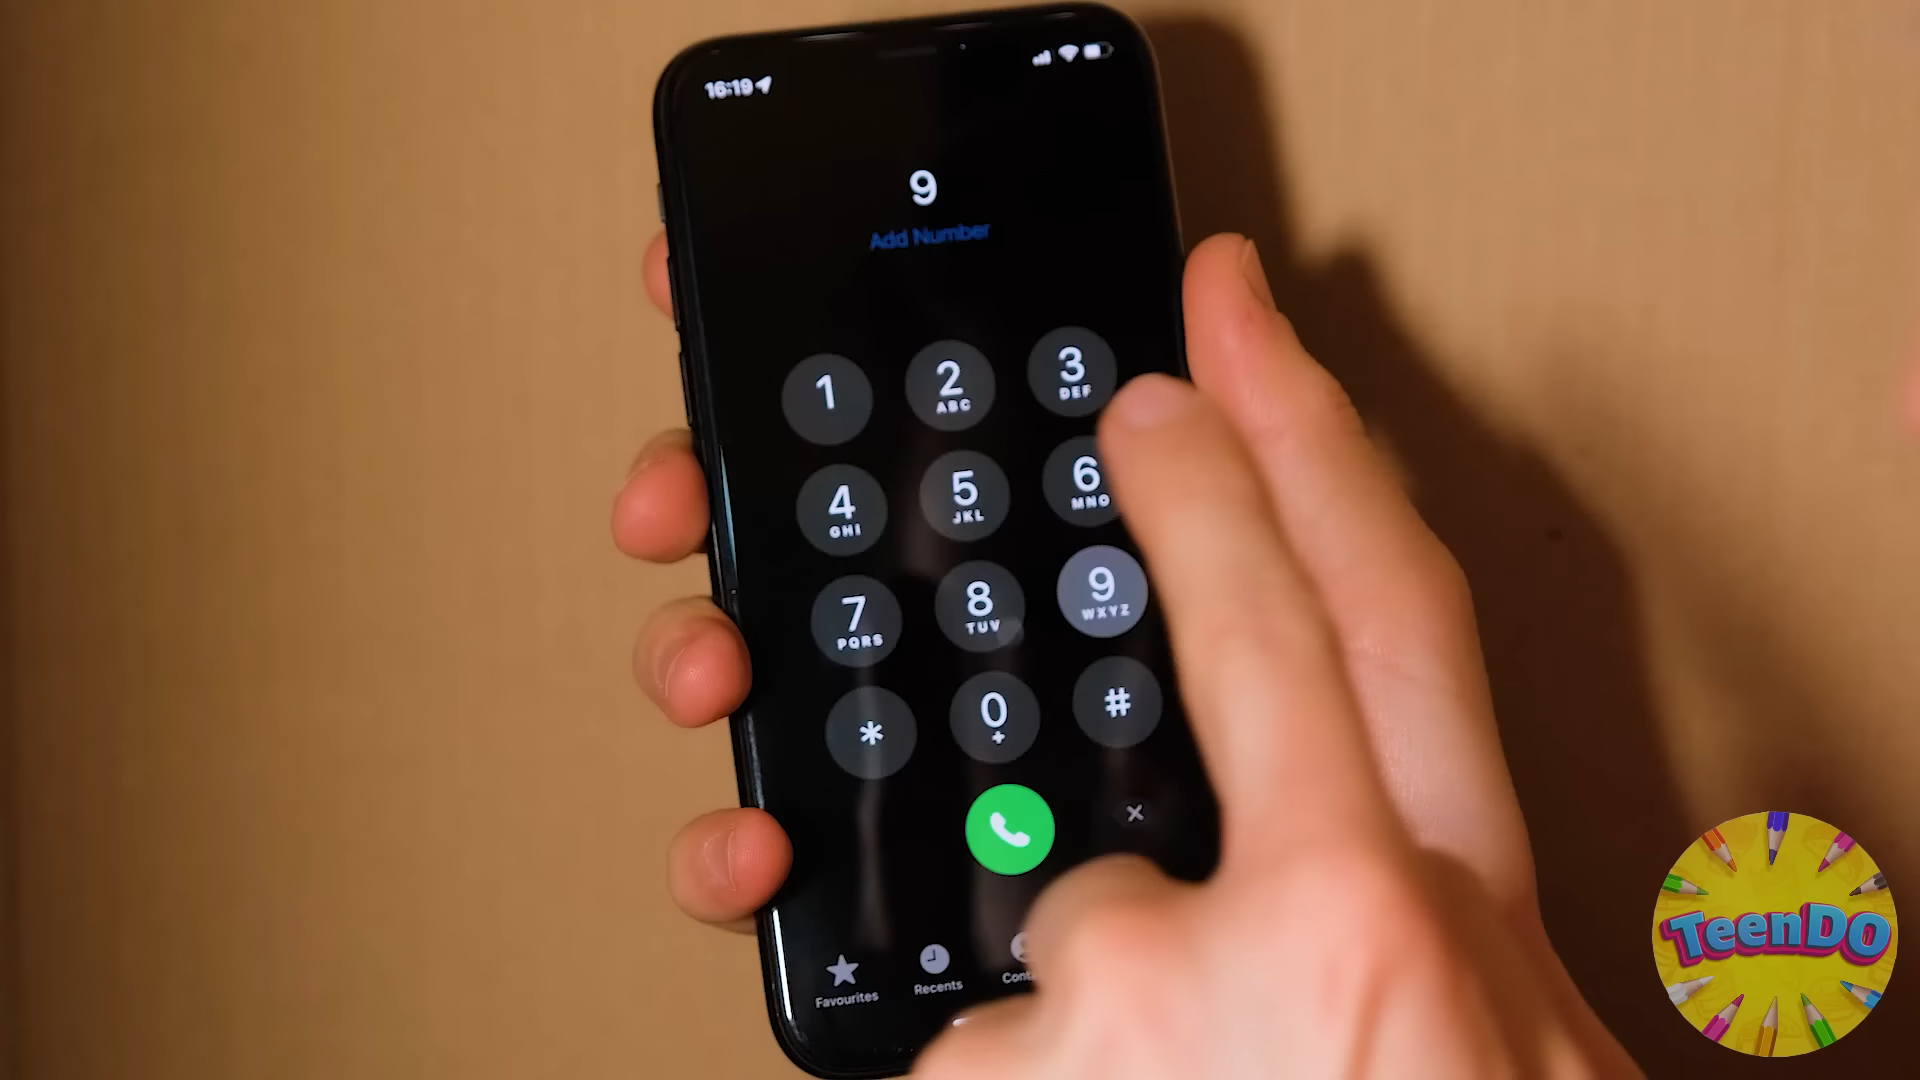 16:19
9
Add Number
1
2
ABC
3
DEF
4
GHI
5
JKL
6
MNO
7
PQRS
8
TUV
9
WXYZ
*
0
+
#
Favourites
Recents
TeenDO